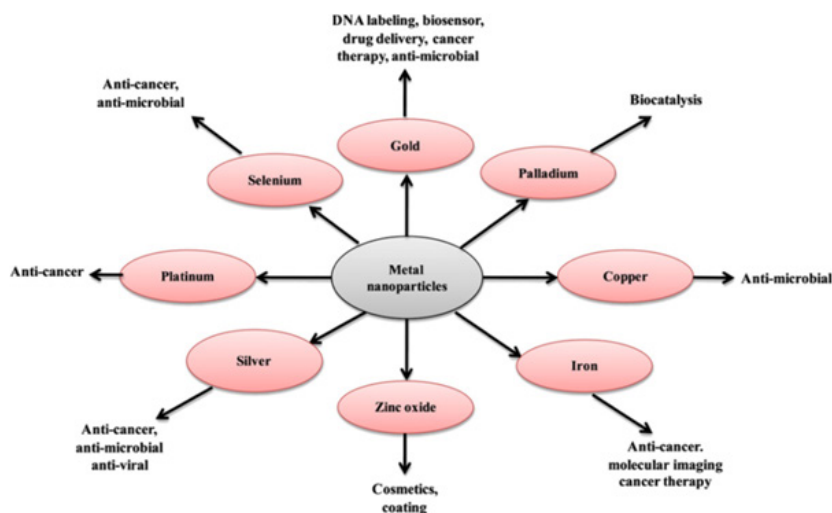 DNA labeling, biosensor,
drug delivery, cancer
therapy, anti-microbial
Anti-cancer,
anti-microbial
Biocatalysis
Gold
Selenium
Palladium
Anti-cancer
Platinum
Metal
nanoparticles
Copper
Anti-microbial
Silver
Iron
Zinc oxide
Anti-cancer,
anti-microbial
anti-viral
Anti-cancer.
molecular imaging
cancer therapy
Cosmetics,
coating